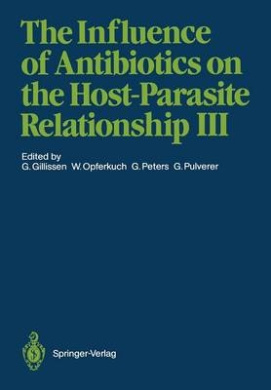 The Influence
of Antibiotics on
the Host-Parasite
Relationship III
Edited by
G. Gillissen W. Opferkuch G. Peters G. Pulverer
Springer-Verlag